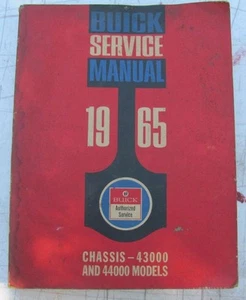 BUICK
SERVICE
MANUAL
19 65
BUICK
Authorized
Service
CHASSIS – 43000
AND 44000 MODELS